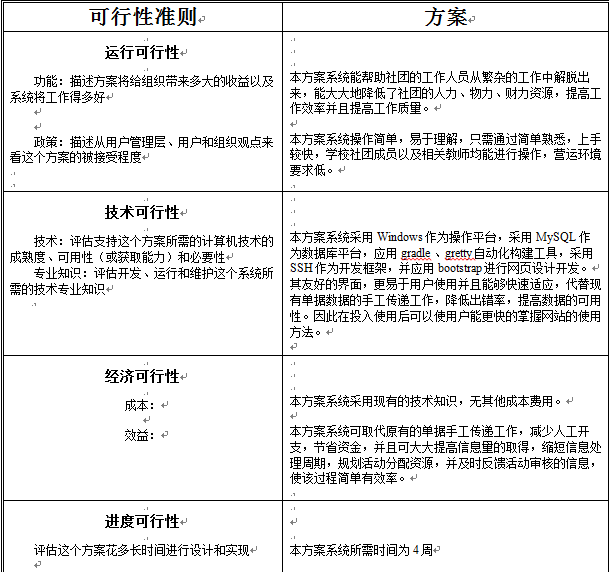 可行性准则
方案
运行可行性
功能：描述方案将给组织带来多大的收益以及
系统将工作得多好
政策：描述从用户管理层、用户和组织观点来
看这个方案的被接受程度
本方案系统能帮助社团的工作人员从繁杂的工作中解脱出
来，能大大地降低了社团的人力、物力、财力资源，提高工
作效率并且提高工作质量。
本方案系统操作简单，易于理解，只需通过简单熟悉，上手
较快，学校社团成员以及相关教师均能进行操作，营运环境
要求低。
技术可行性
技术：评估支持这个方案所需的计算机技术的
成熟度、可用性（或获取能力）和必要性
专业知识：评估开发、运行和维护这个系统所
需的技术专业知识
本方案系统采用 Windows 作为操作平台，采用 MySQL 作
为数据库平台，应用 gradle 、gretty 自动化构建工具，采用
SSH 作为开发框架，并应用 bootstrap 进行网页设计开发。
其友好的界面，更易于用户使用并且能够快速适应，代替现
有单据数据的手工传递工作，降低出错率，提高数据的可用
性。因此在投入使用后可以使用户能更快的掌握网站的使用
方法。
经济可行性
成本：
效益：
本方案系统采用现有的技术知识，无其他成本费用。
本方案系统可取代原有的单据手工传递工作，减少人工开
支，节省资金，并且可大大提高信息量的取得，缩短信息处
理周期，规划活动分配资源，并及时反馈活动审核的信息，
使该过程简单有效率。
进度可行性
评估这个方案花多长时间进行设计和实现
本方案系统所需时间为 4 周